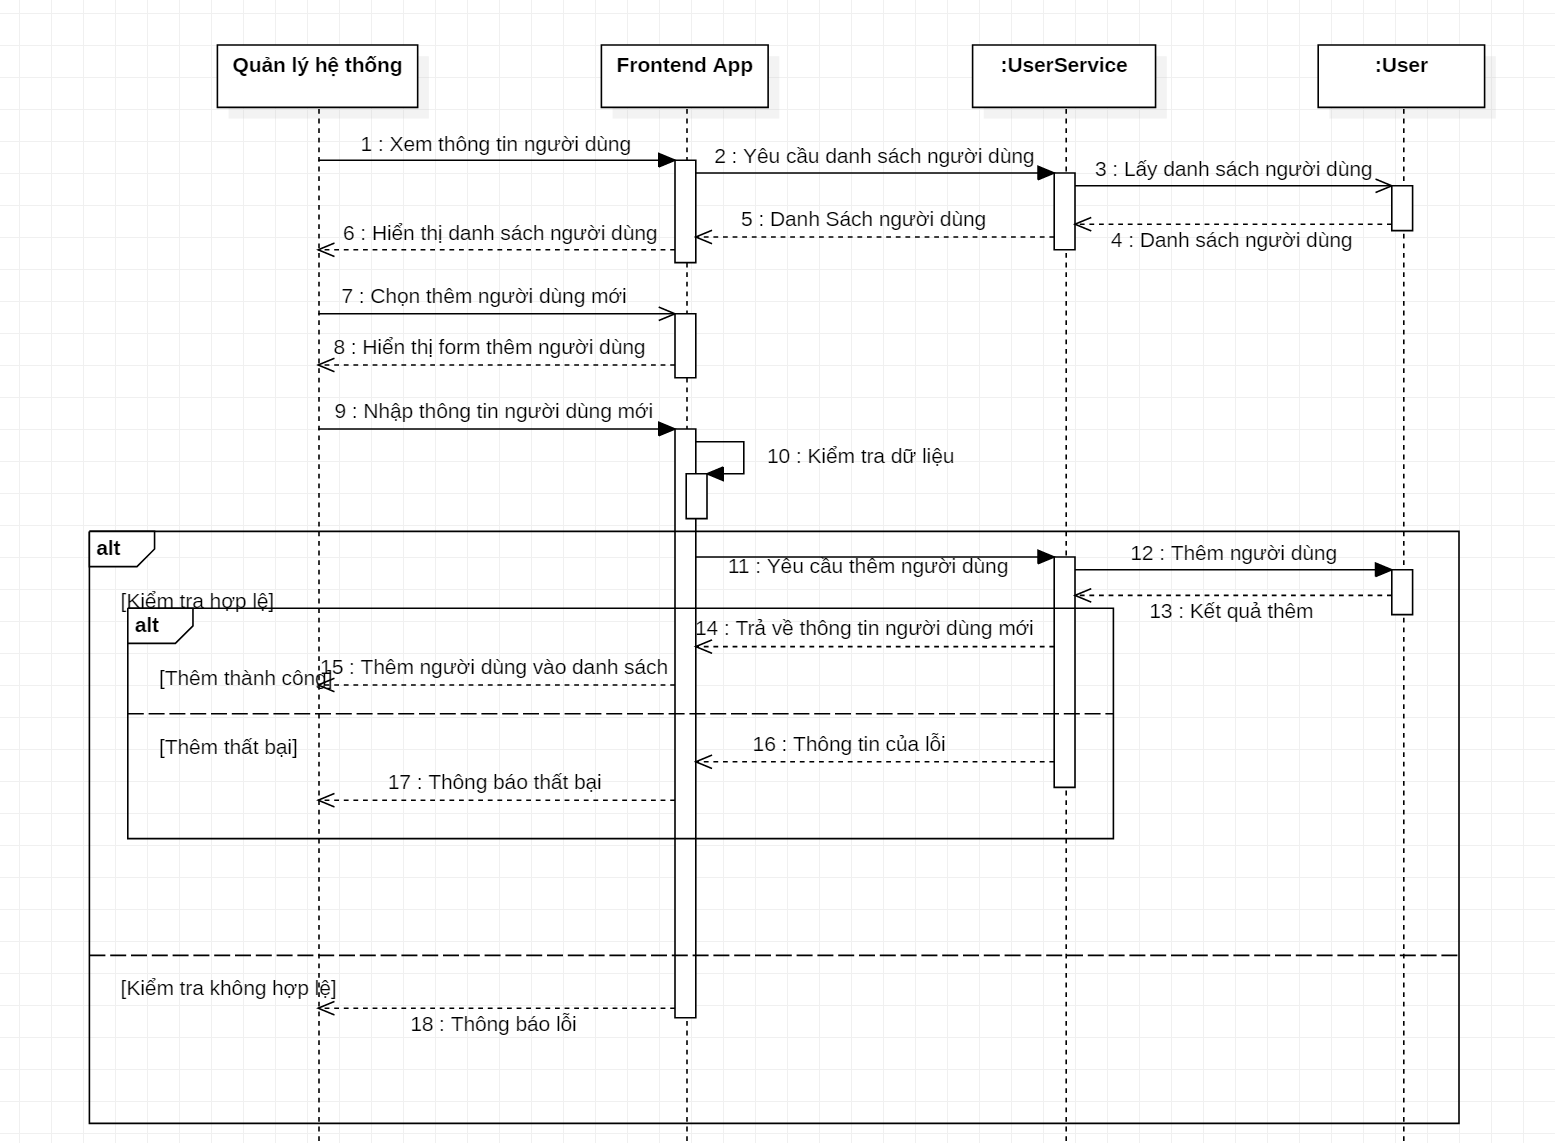 Quản lý hệ thống
Frontend App
:UserService
:User
1 : Xem thông tin người dùng
2 : Yêu cầu danh sách người dùng
3 : Lấy danh sách người dùng
4 : Danh sách người dùng
5 : Danh Sách người dùng
6 : Hiển thị danh sách người dùng
7 : Chọn thêm người dùng mới
8 : Hiển thị form thêm người dùng
9 : Nhập thông tin người dùng mới
10 : Kiểm tra dữ liệu
alt
11 : Yêu cầu thêm người dùng
12 : Thêm người dùng
[Kiểm tra hợp lệ]
13 : Kết quả thêm
alt
14 : Trả về thông tin người dùng mới
15 : Thêm người dùng vào danh sách
[Thêm thành công]
[Thêm thất bại]
16 : Thông tin của lỗi
17 : Thông báo thất bại
[Kiểm tra không hợp lệ]
18 : Thông báo lỗi